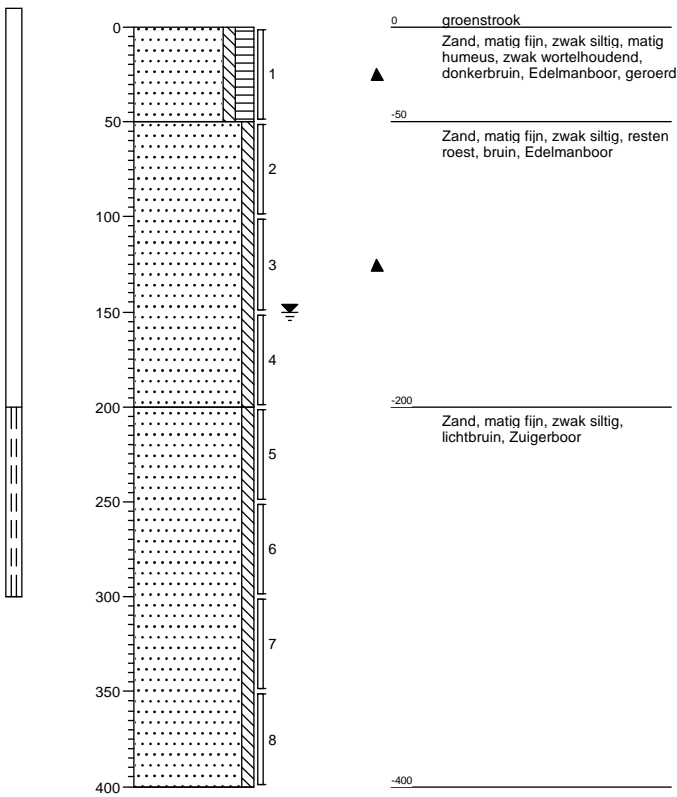 0
50
100
150
200
250
300
350
400
1
2
3
4
5
6
7
8
0 groenstrook
Zand, matig fijn, zwak siltig, matig
humeus, zwak wortelhoudend,
donkerbruin, Edelmanboor, geroerd
-50
Zand, matig fijn, zwak siltig, resten
roest, bruin, Edelmanboor
-200
Zand, matig fijn, zwak siltig,
lichtbruin, Zuigerboor
-400